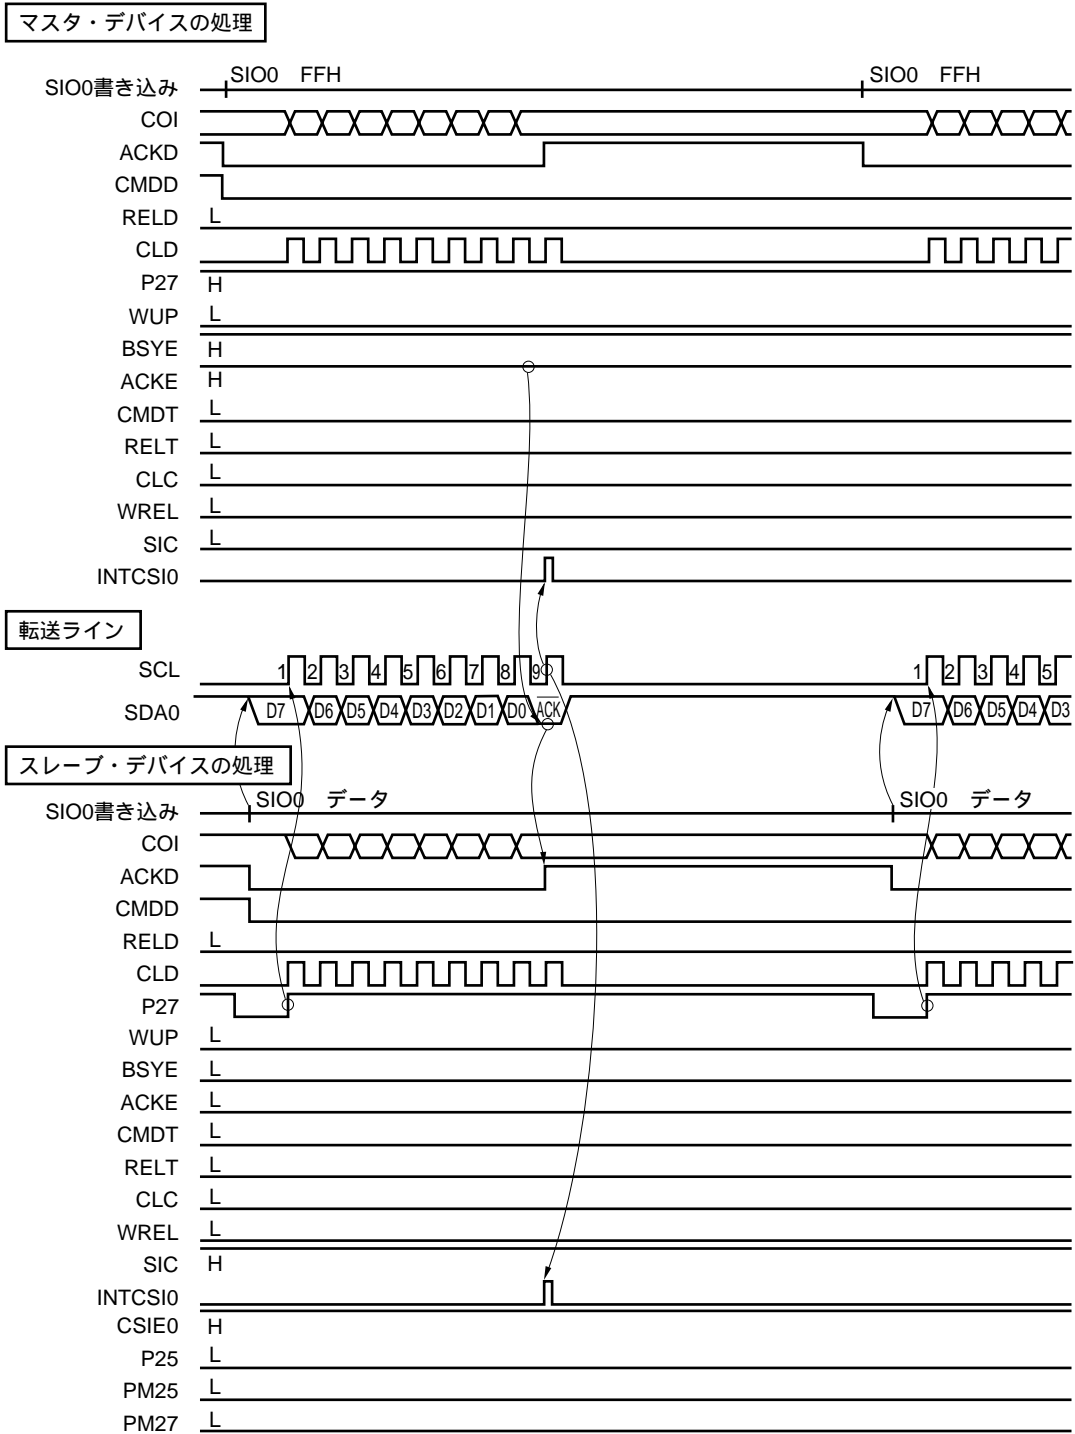 マスタ・デバイスの処理
SIO0書き込み SIO0 FFH SIO0 FFH
COI
ACKD
CMDD
RELD L
CLD
P27 H
WUP L
BSYE H
ACKE H
CMDT L
RELT L
CLC L
WREL L
SIC L
INTCSI0
転送ライン
SCL 1 2 3 4 5 6 7 8 9 1 2 3 4 5
SDA0 D7 D6 D5 D4 D3 D2 D1 D0 ACK D7 D6 D5 D4 D3
スレーブ・デバイスの処理
SIO0書き込み SIO0 データ SIO0 データ
COI
ACKD
CMDD
RELD L
CLD
P27
WUP L
BSYE L
ACKE L
CMDT L
RELT L
CLC L
WREL L
SIC H
INTCSI0
CSIE0 H
P25 L
PM25 L
PM27 L